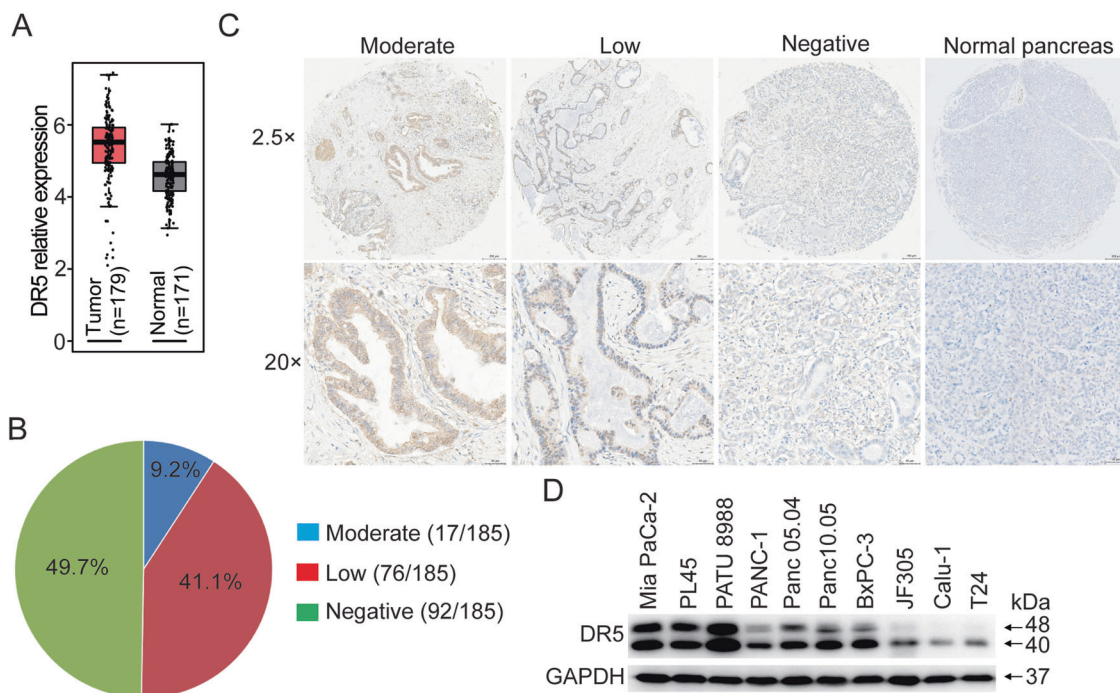 A
DR5 relative expression
6
4
2
0
Tumor
(n=179)
Normal
(n=171)
B
9.2%
41.1%
49.7%
Moderate (17/185)
Low (76/185)
Negative (92/185)
C
Moderate
Low
Negative
Normal pancreas
2.5×
20×
D
Mia PaCa-2
PL45
PATU 8988
PANC-1
Panc 05.04
Panc10.05
BxPC-3
JF305
Calu-1
T24
kDa
DR5
←48
←40
GAPDH
←37